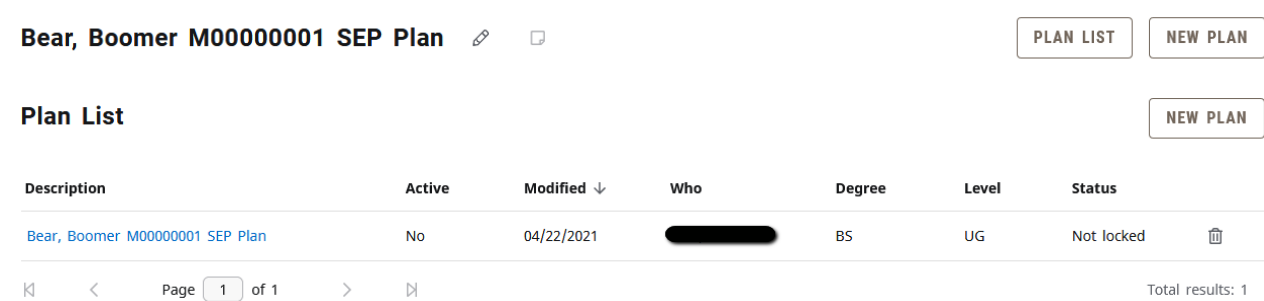 Bear, Boomer M00000001 SEP Plan PLAN LIST NEW PLAN
Plan List NEW PLAN
Description Active Modified Who Degree Level Status
Bear, Boomer M00000001 SEP Plan No 04/22/2021 BS UG Not locked
Page 1 of 1 Total results: 1